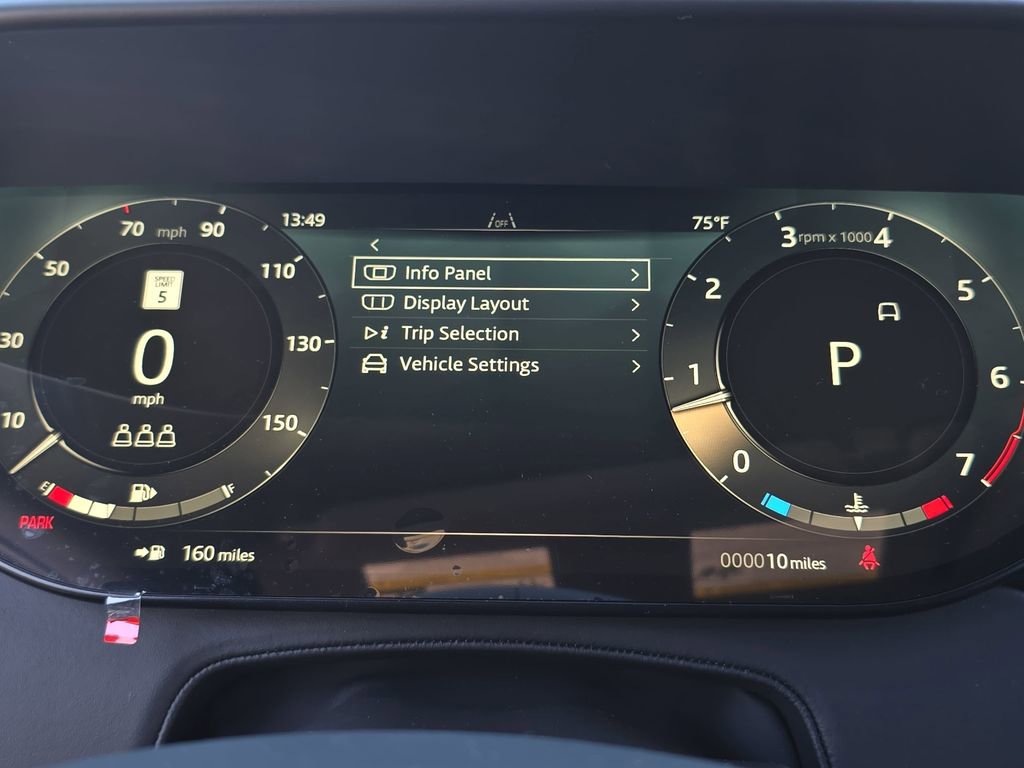 13:49
OFF
75°F
10
30
50
70
mph
90
110
130
150
SPEED
LIMIT
5
0
mph
E
F
PARK
160 miles
<
Info Panel >
Display Layout >
Trip Selection >
Vehicle Settings >
0
1
2
3
rpm x 1000
4
5
6
7
P
000010 miles